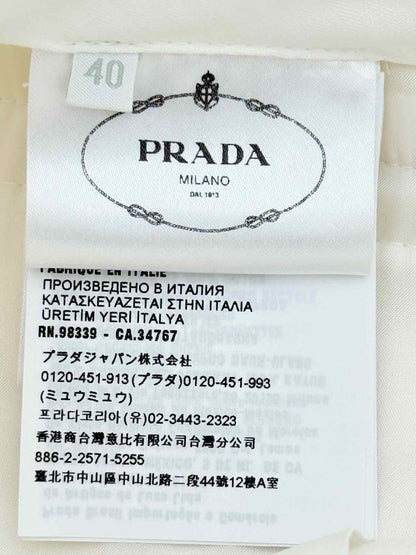 40
PRADA
MILANO
DAL 1913
FABRIQUÉ EN ITALIE
ПРОИЗВЕДЕНО В ИТАЛИЯ
ΚΑΤΑΣΚΕΥΑΖΕΤΑΙ ΣΤΗΝ ΙΤΑΛΙΑ
ÜRETİM YERİ İTALYA
RN.98339 - CA.34767
プラダジャパン株式会社
0120-451-913(プラダ)0120-451-993
(ミュウミュウ)
프라다코리아(유) 02-3443-2323
香港商台灣意比有限公司台灣分公司
886-2-2571-5255
臺北市中山區中山北路二段44號12樓A室